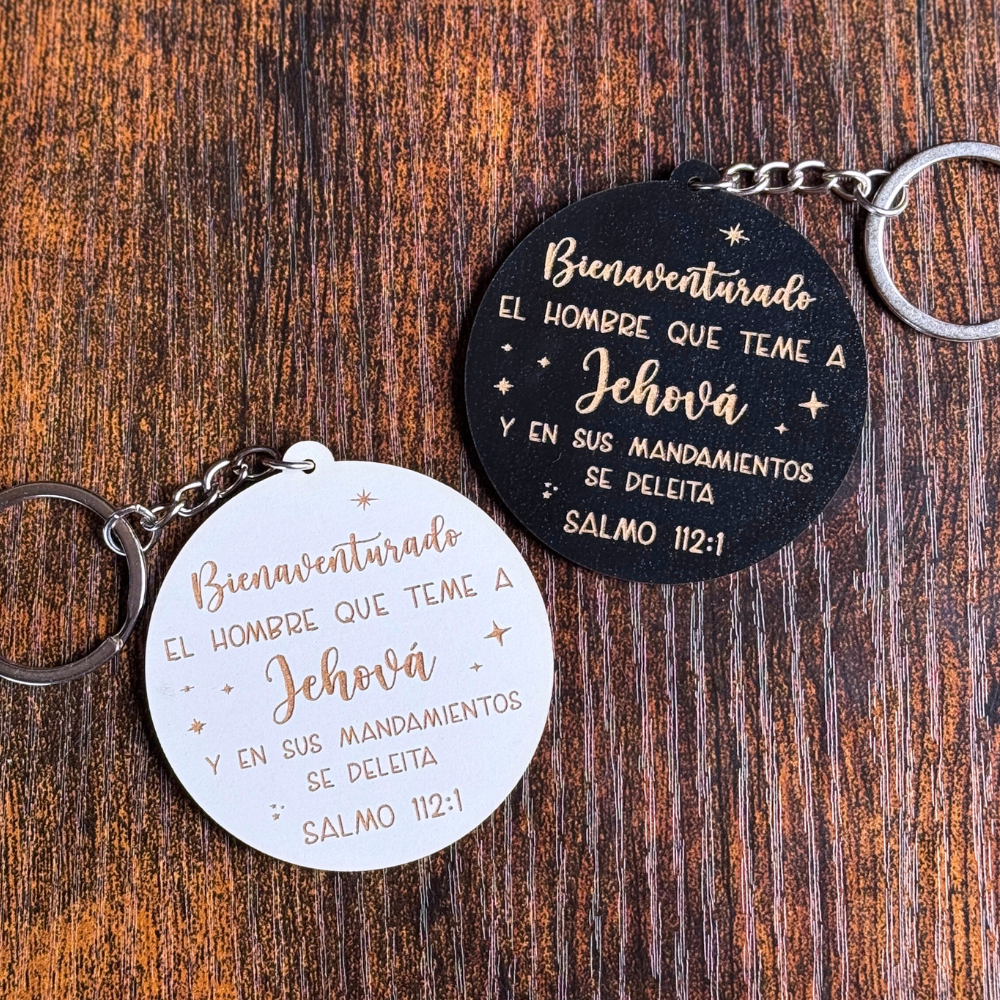 Bienaventurado
EL HOMBRE QUE TEME A
Jehová
Y EN SUS MANDAMIENTOS
SE DELEITA
SALMO 112:1
Bienaventurado
EL HOMBRE QUE TEME A
Jehová
Y EN SUS MANDAMIENTOS
SE DELEITA
SALMO 112:1